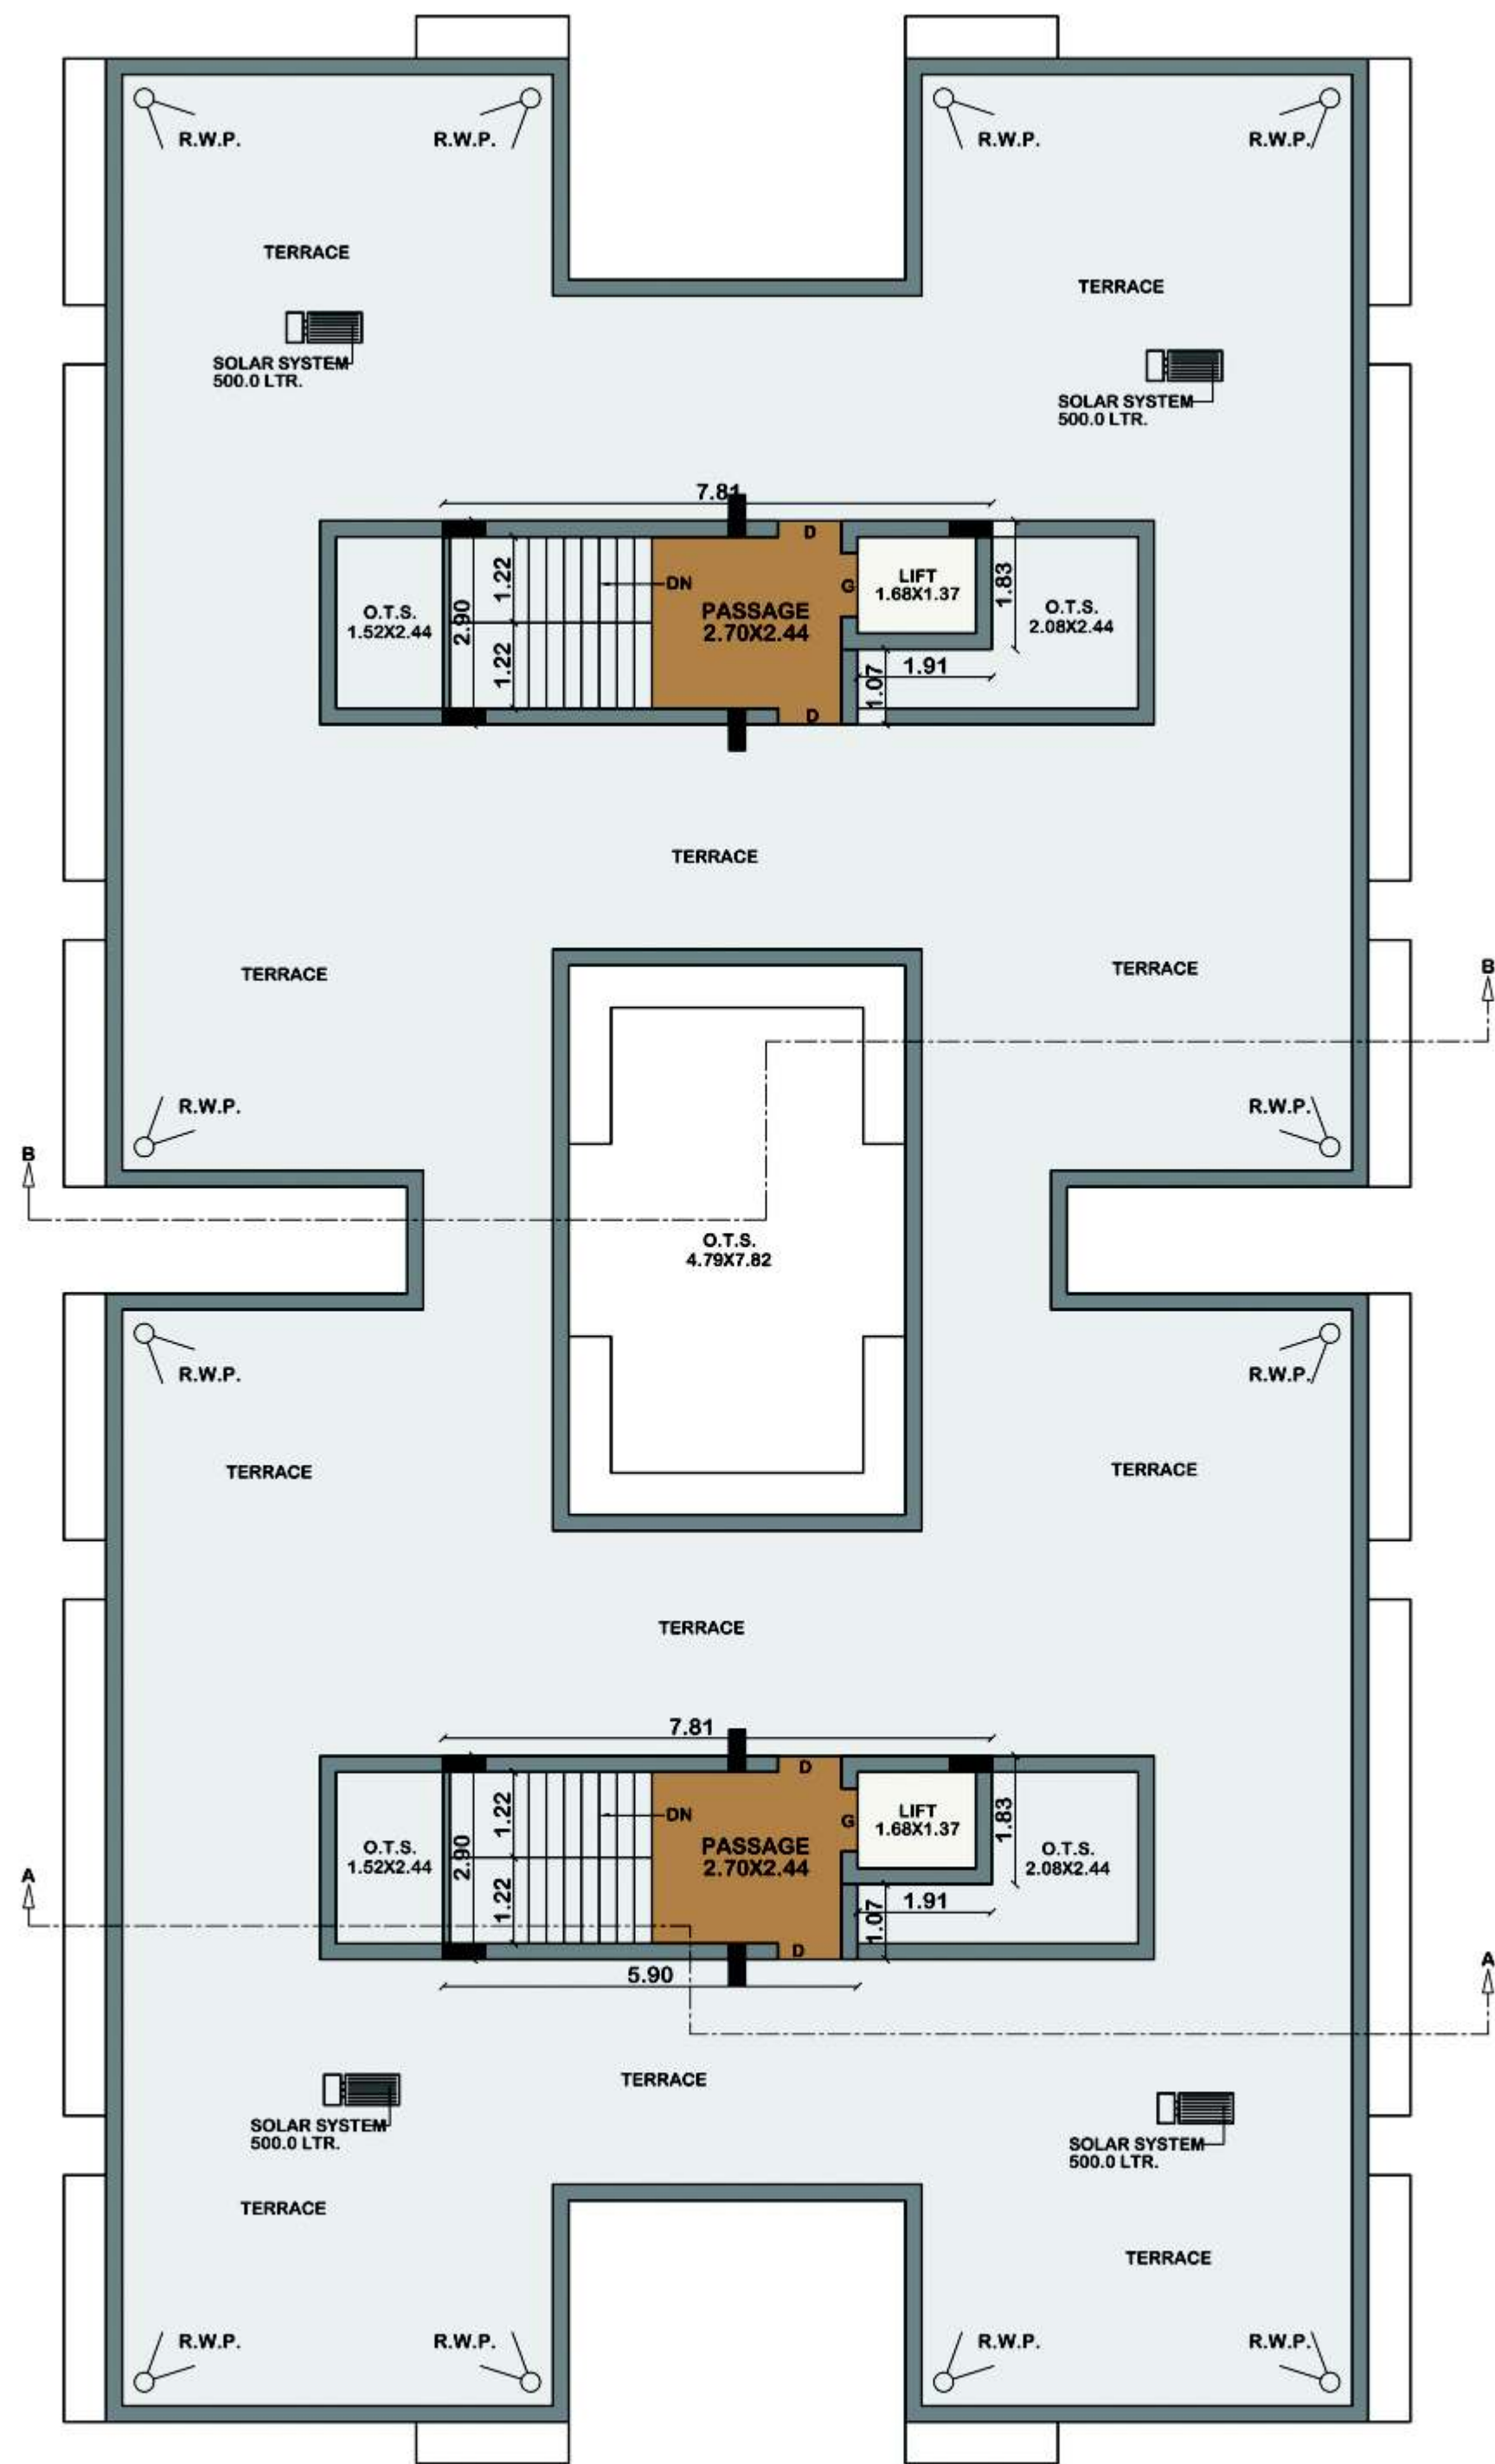 R.W.P.
R.W.P.
R.W.P.
R.W.P.
TERRACE
TERRACE
SOLAR SYSTEM
500.0 LTR.
SOLAR SYSTEM
500.0 LTR.
7.81
D
O.T.S.
1.52X2.44
2.90
1.22
1.22
DN
PASSAGE
2.70X2.44
G
LIFT
1.68X1.37
1.83
O.T.S.
2.08X2.44
1.91
1.07
D
TERRACE
TERRACE
TERRACE
B
R.W.P.
R.W.P.
B
O.T.S.
4.79X7.82
R.W.P.
R.W.P.
TERRACE
TERRACE
TERRACE
7.81
D
O.T.S.
1.52X2.44
2.90
1.22
1.22
DN
PASSAGE
2.70X2.44
G
LIFT
1.68X1.37
1.83
O.T.S.
2.08X2.44
A
1.91
1.07
D
5.90
A
TERRACE
SOLAR SYSTEM
500.0 LTR.
SOLAR SYSTEM
500.0 LTR.
TERRACE
TERRACE
R.W.P.
R.W.P.
R.W.P.
R.W.P.